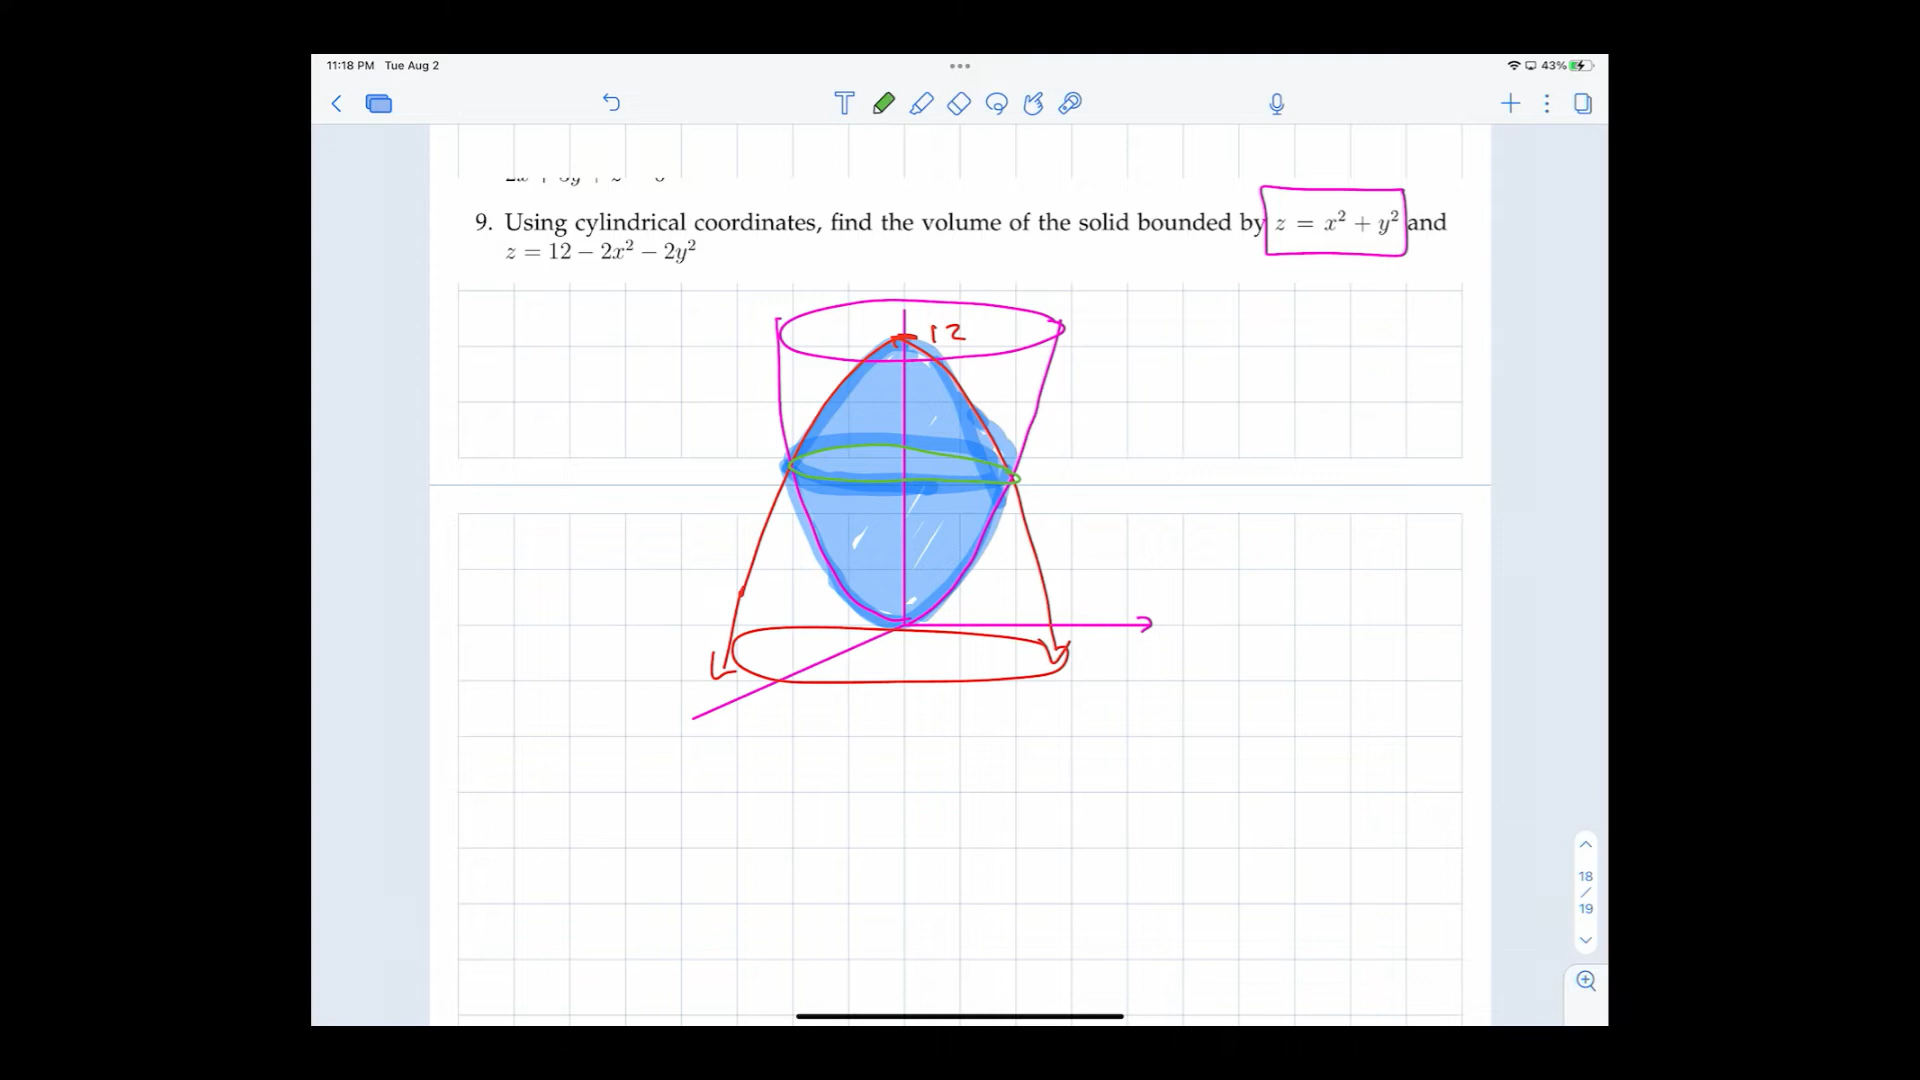 11:18 PM Tue Aug 2
43%
9. Using cylindrical coordinates, find the volume of the solid bounded by z = x² + y² and
z = 12 − 2x² − 2y²
12
18
/
19